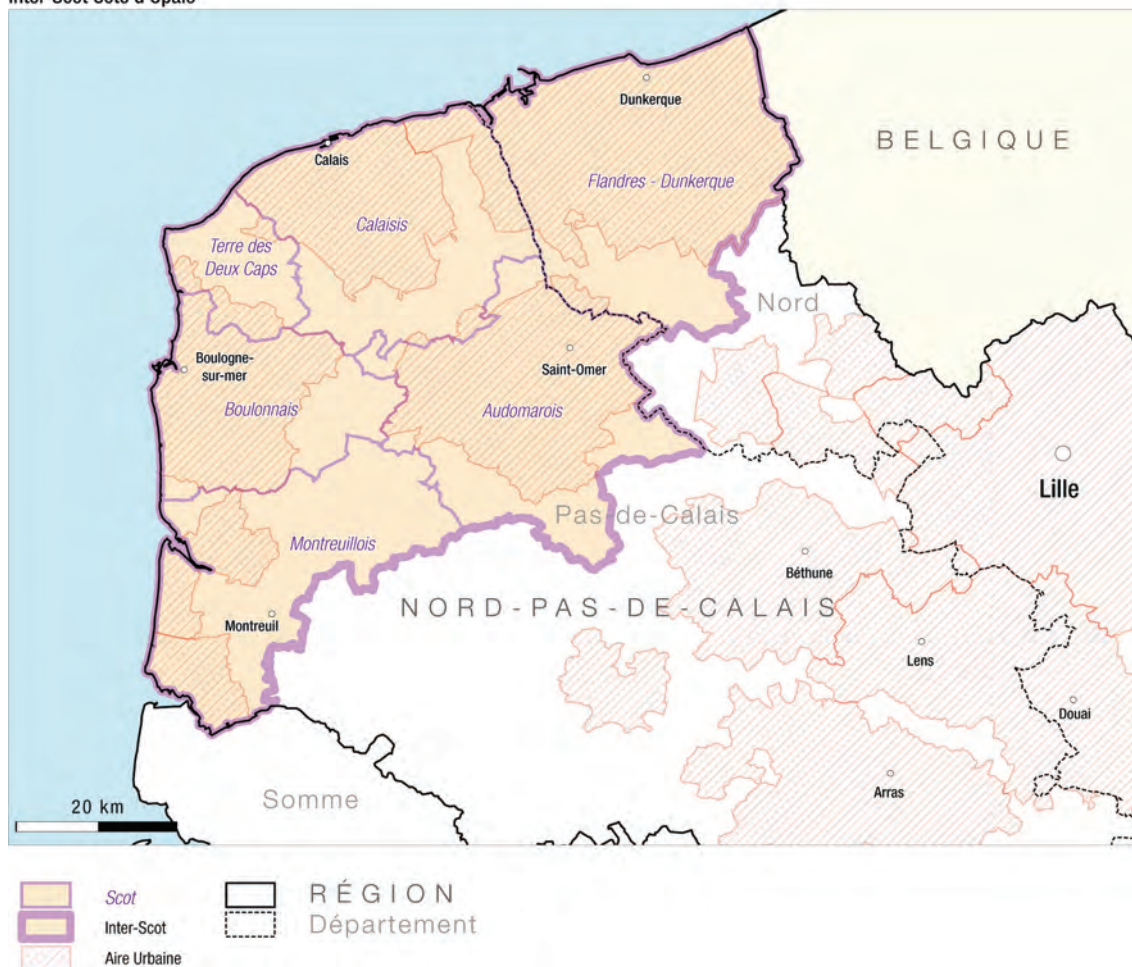 Inter-Scot Côte d'Opale
Dunkerque
BELGIQUE
Calais
Flandres - Dunkerque
Calaisis
Terre des
Deux Caps
Nord
Boulogne-
sur-mer
Saint-Omer
Boulonnais
Audomarois
Lille
Pas-de-Calais
Montreuillois
Béthune
NORD-PAS-DE-CALAIS
Montreuil
Lens
Douai
Arras
Somme
20 km
Scot
Inter-Scot
Aire Urbaine
RÉGION
Département